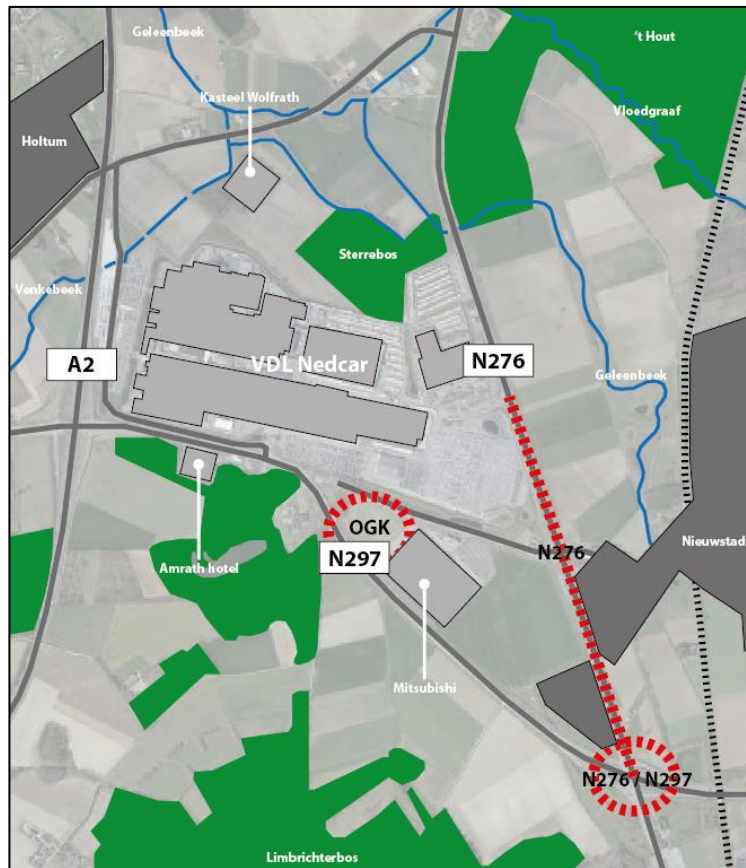 Geleenbeek
't Hout
Kasteel Wolfrath
Vloedgraaf
Holtum
Sterrebos
Venkebeek
A2
VDL Nedcar
N276
Geleenbeek
OGK
N297
N276
Nieuwstad
Amrath hotel
Mitsubishi
N276 / N297
Limbrichterbos